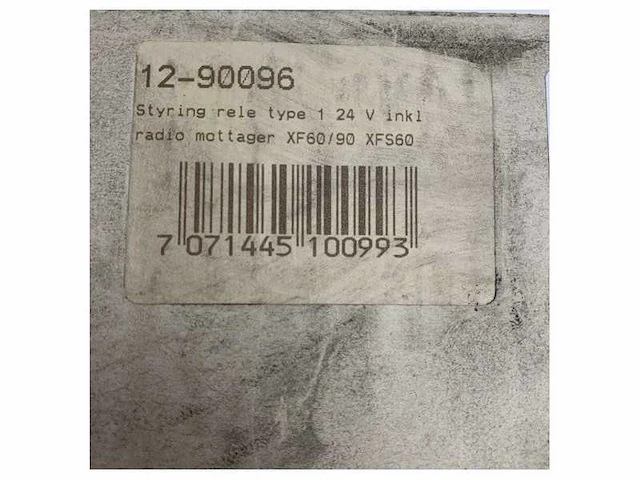 12-90096
Styring rele type 1 24 V inkl
radio mottager XF60/90 XFS60
7 071445 100993